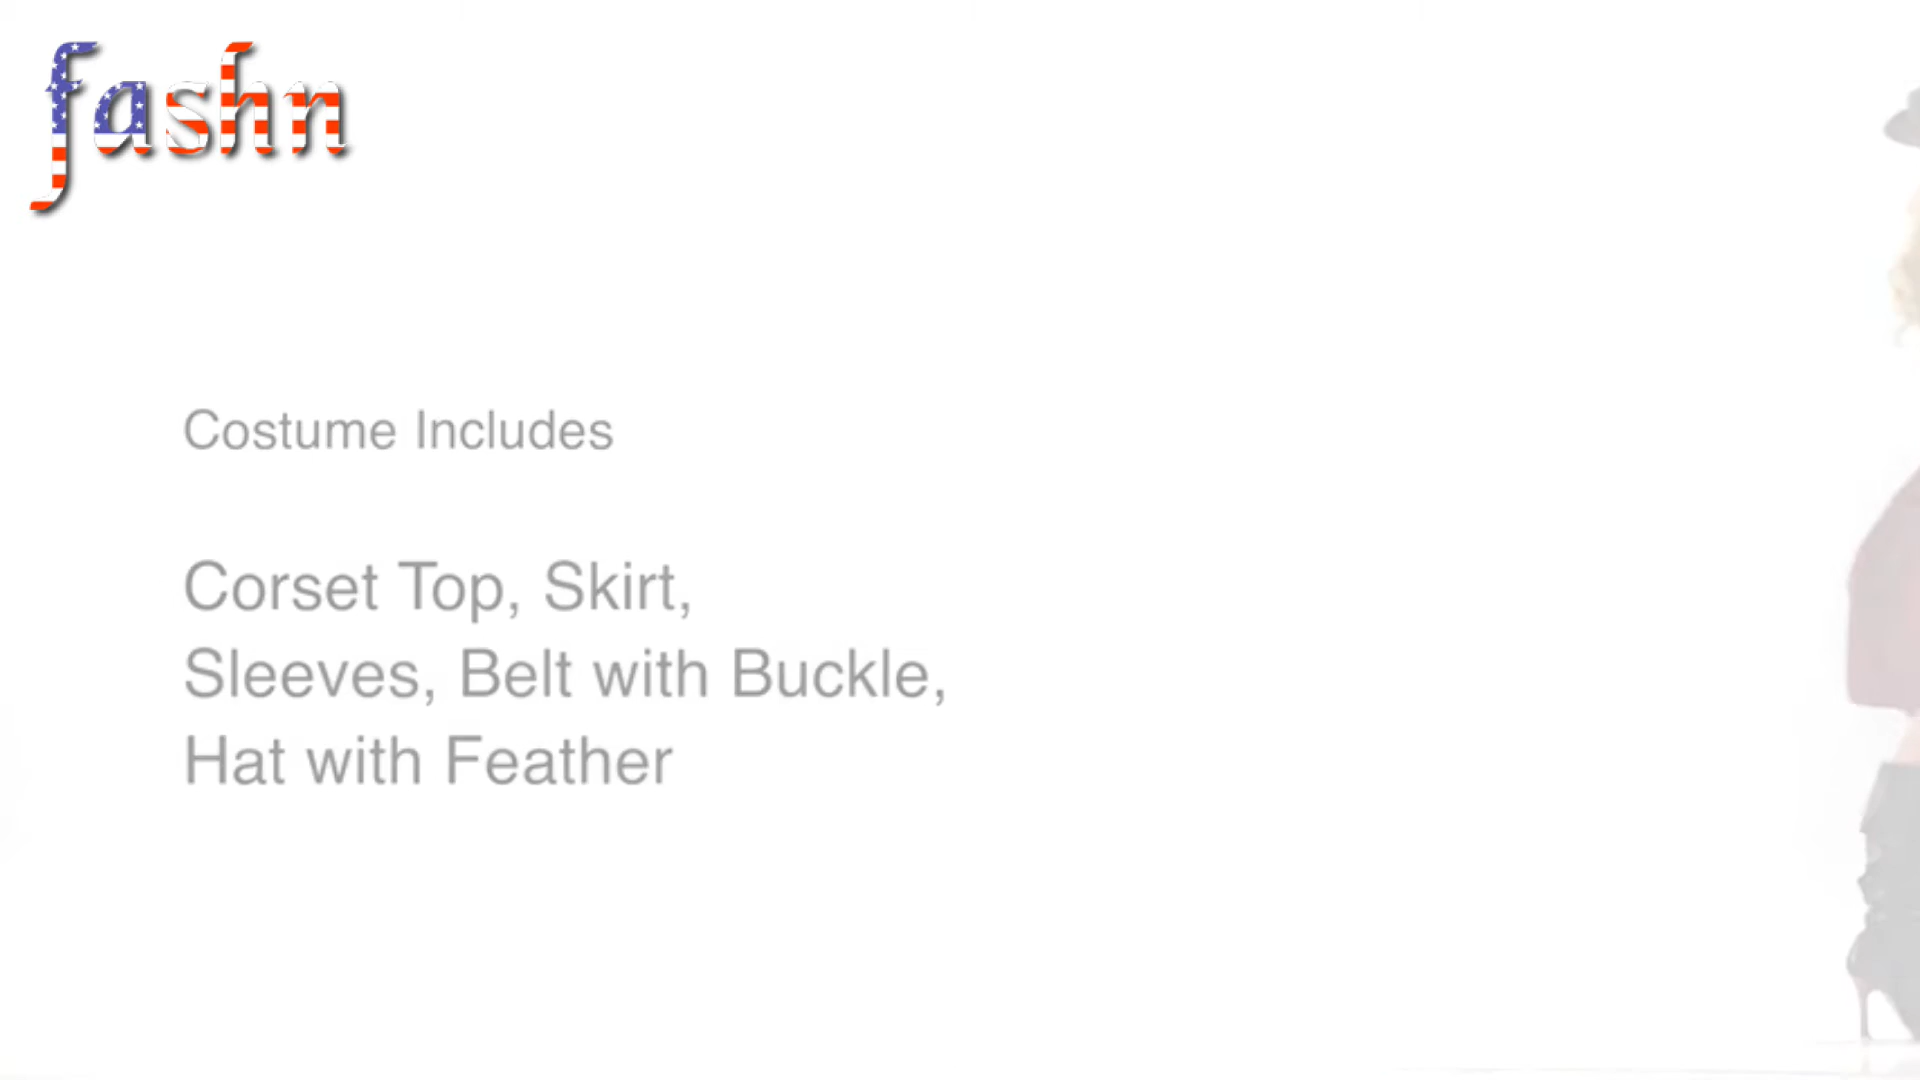 fashn
Costume Includes
Corset Top, Skirt,
Sleeves, Belt with Buckle,
Hat with Feather